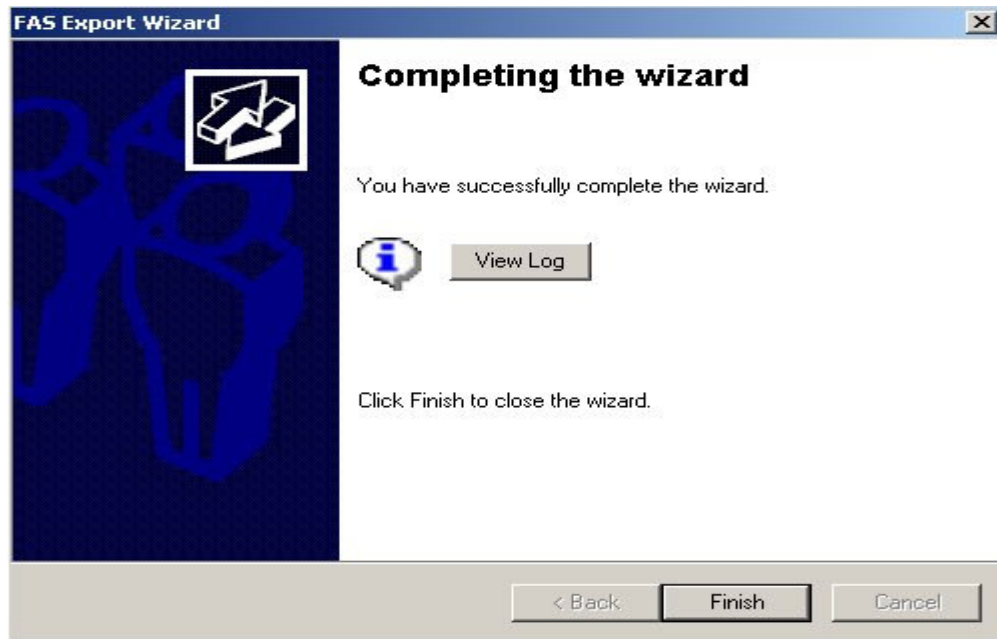 FAS Export Wizard
Completing the wizard
You have successfully complete the wizard.
View Log
Click Finish to close the wizard.
< Back
Finish
Cancel